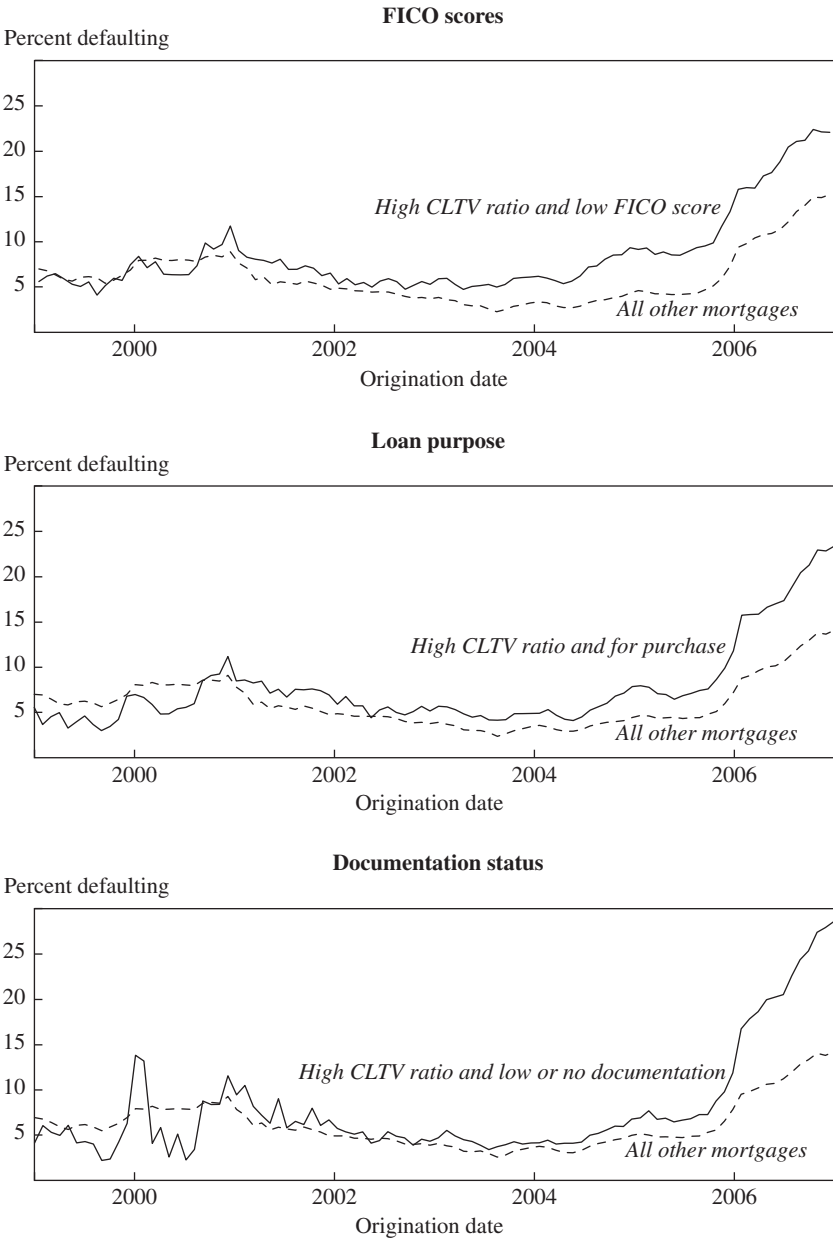 FICO scores
Percent defaulting
25
20
15
High CLTV ratio and low FICO score
10
5
All other mortgages
2000 2002 2004 2006
Origination date
Loan purpose
Percent defaulting
25
20
15
High CLTV ratio and for purchase
10
5
All other mortgages
2000 2002 2004 2006
Origination date
Documentation status
Percent defaulting
25
20
15
High CLTV ratio and low or no documentation
10
5
All other mortgages
2000 2002 2004 2006
Origination date